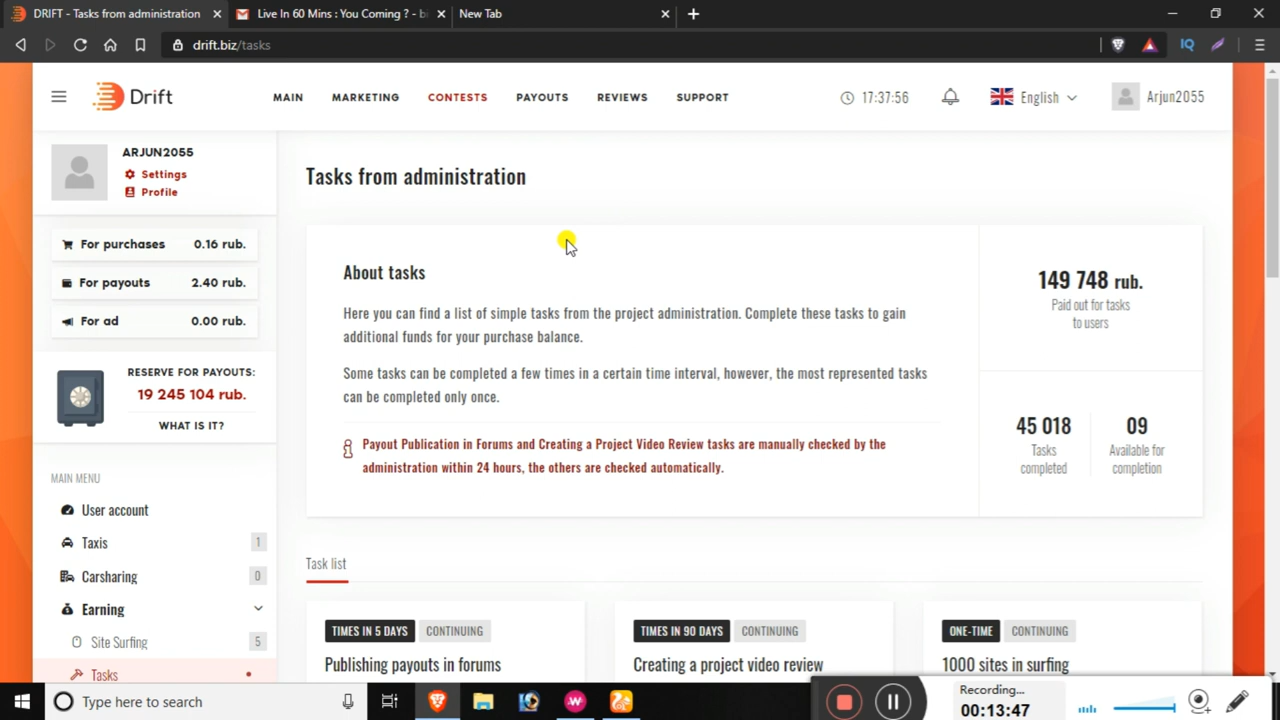 DRIFT - Tasks from administration
Live In 60 Mins : You Coming ? - bi
New Tab
drift.biz/tasks
IQ
Drift
MAIN
MARKETING
CONTESTS
PAYOUTS
REVIEWS
SUPPORT
17:37:56
English
Arjun2055
ARJUN2055
Settings
Profile
For purchases 0.16 rub.
For payouts 2.40 rub.
For ad 0.00 rub.
RESERVE FOR PAYOUTS:
19 245 104 rub.
WHAT IS IT?
MAIN MENU
User account
Taxis 1
Carsharing 0
Earning
Site Surfing 5
Tasks
Tasks from administration
About tasks
Here you can find a list of simple tasks from the project administration. Complete these tasks to gain
additional funds for your purchase balance.
Some tasks can be completed a few times in a certain time interval, however, the most represented tasks
can be completed only once.
Payout Publication in Forums and Creating a Project Video Review tasks are manually checked by the
administration within 24 hours, the others are checked automatically.
149 748 rub.
Paid out for tasks
to users
45 018
Tasks
completed
09
Available for
completion
Task list
TIMES IN 5 DAYS CONTINUING
Publishing payouts in forums
TIMES IN 90 DAYS CONTINUING
Creating a project video review
ONE-TIME CONTINUING
1000 sites in surfing
Type here to search
Recording...
00:13:47